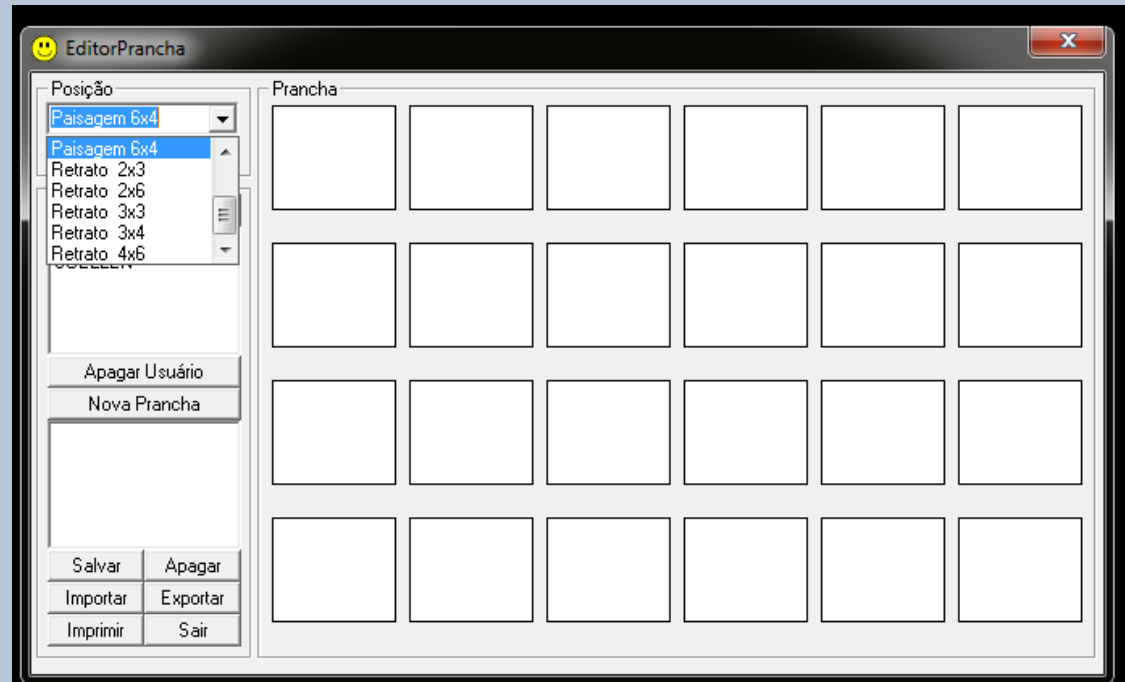 EditorPrancha
Posição
Paisagem 6x4
Paisagem 6x4
Retrato 2x3
Retrato 2x6
Retrato 3x3
Retrato 3x4
Retrato 4x6
Apagar Usuário
Nova Prancha
Salvar Apagar
Importar Exportar
Imprimir Sair
Prancha